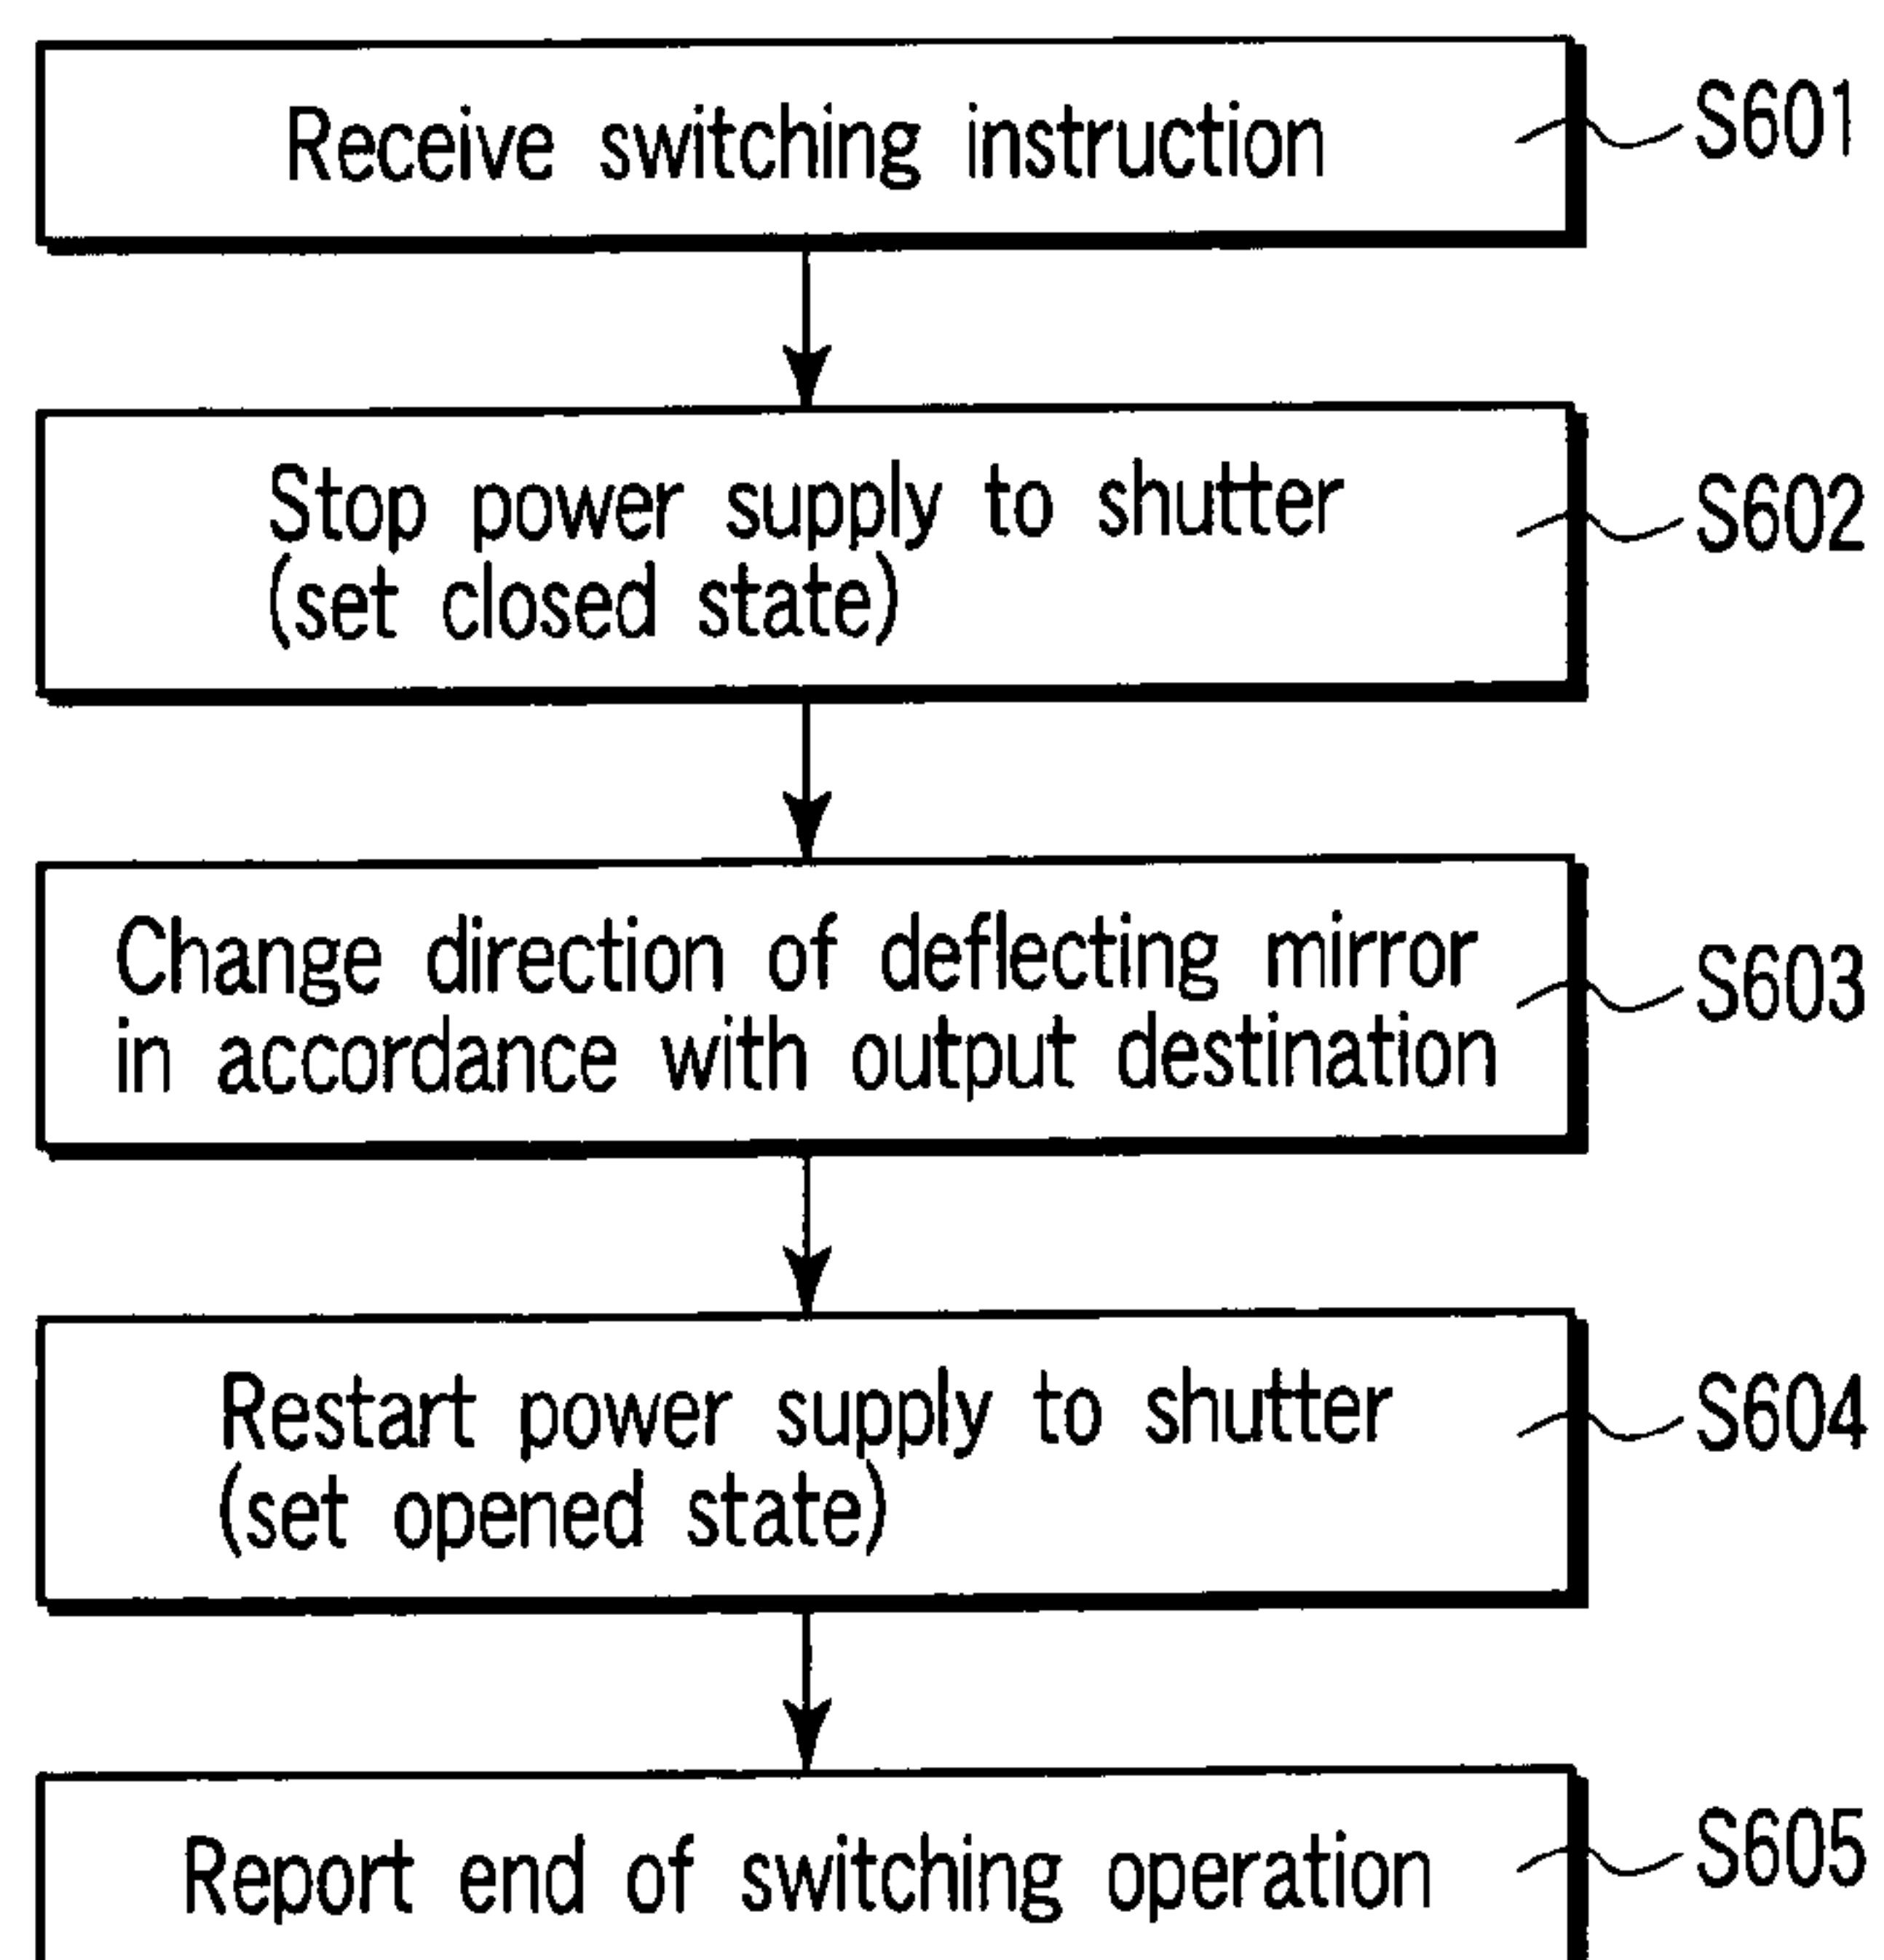 Receive switching instruction
S601
Stop power supply to shutter
(set closed state)
S602
Change direction of deflecting mirror
in accordance with output destination
S603
Restart power supply to shutter
(set opened state)
S604
Report end of switching operation
S605